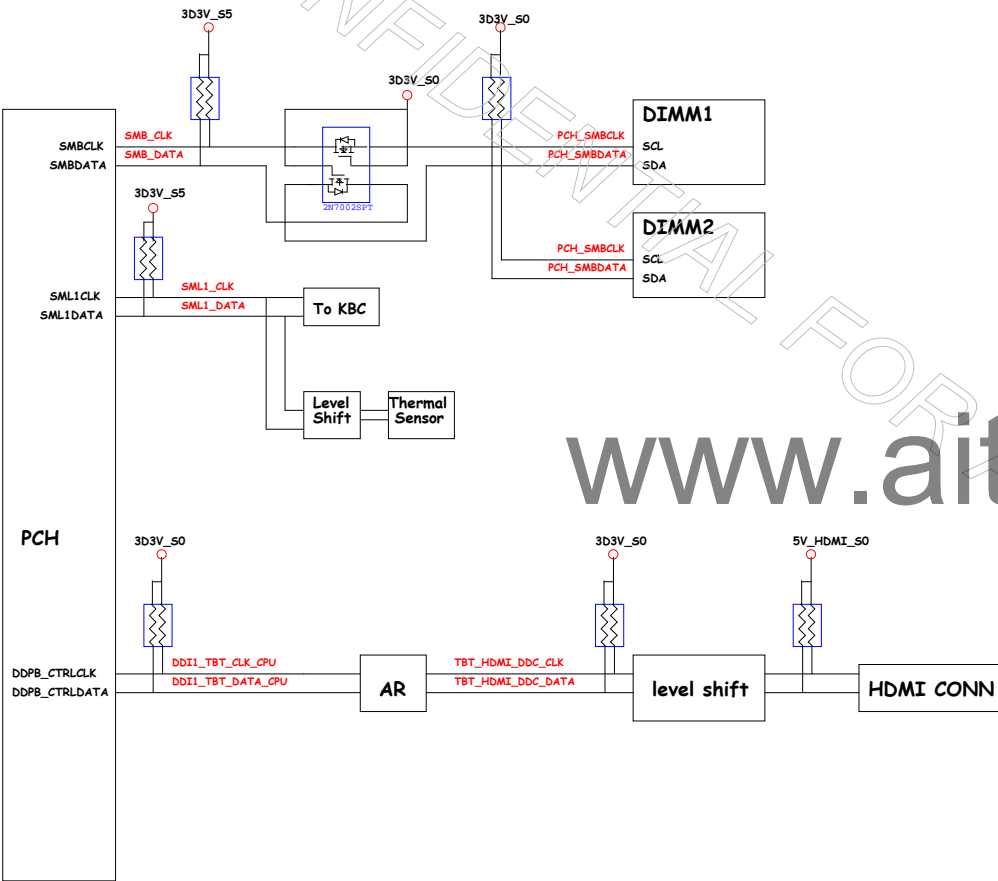 3D3V_S5
3D3V_S0
3D3V_S0
DIMM1
SMBCLK
SMB_CLK
PCH_SMBCLK
SCL
SMBDATA
SMB_DATA
PCH_SMBDATA
SDA
3D3V_S5
2N7002SPT
DIMM2
PCH_SMBCLK
SCL
PCH_SMBDATA
SDA
SML1CLK
SML1_CLK
SML1DATA
SML1_DATA
To KBC
Level
Shift
Thermal
Sensor
NFIDENTIAL FOR
www.ait
PCH
3D3V_S0
3D3V_S0
5V_HDMI_S0
DDPB_CTRLCLK
DDI1_TBT_CLK_CPU
TBT_HDMI_DDC_CLK
DDPB_CTRLDATA
DDI1_TBT_DATA_CPU
TBT_HDMI_DDC_DATA
AR
level shift
HDMI CONN